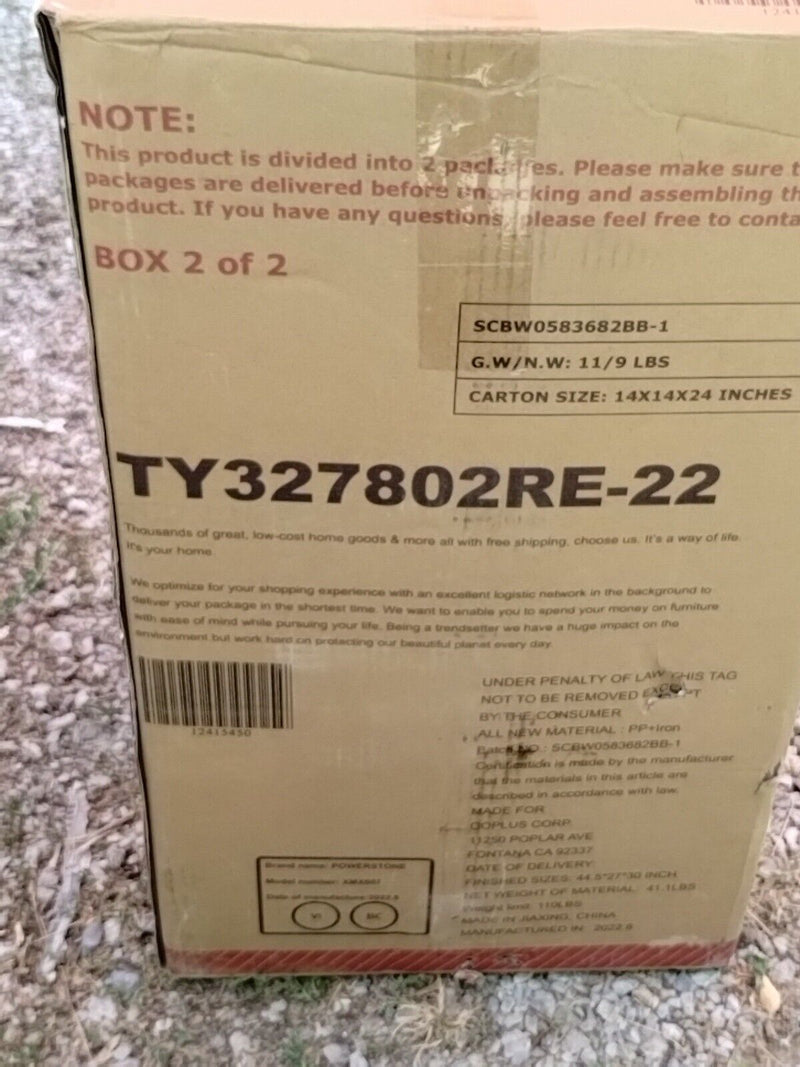 NOTE:
This product is divided into 2 packages. Please make sure
packages are delivered before unpacking and assembling
product. If you have any questions, please feel free to
BOX 2 of 2
SCBW0583682BB-1
G.W/N.W: 11/9 LBS
CARTON SIZE: 14X14X24 INCHES
TY327802RE-22
Thousands of great, low-cost home goods & more all with free shipping, choose us. It's a way of life.
It's your home.
We optimize for your shopping experience with an excellent logistic network in the background to
deliver your package in the shortest time. We want to enable you to spend your money on furniture
with ease of mind while pursuing your life. Being a trendsetter we have a huge impact on the
environment but work hard on protecting our beautiful planet every day.
12415450
UNDER PENALTY OF LAW THIS TAG
NOT TO BE REMOVED EXCEPT
BY THE CONSUMER
ALL NEW MATERIAL : PP+Iron
Batch NO.: SCBW0583682BB-1
Certification is made by the manufacturer
that the materials in this article are
described in accordance with law.
MADE FOR
GOPLUS CORP.
11250 POPLAR AVE
FONTANA CA 92337
DATE OF DELIVERY:
FINISHED SIZES: 44.5*27*30 INCH
NET WEIGHT OF MATERIAL: 41.1LBS
Weight limit: 110LBS
MADE IN JIAXING, CHINA
MANUFACTURED IN: 2022.8
Brand name: POWERSTONE
Model number:
Date of manufacture:2022.8